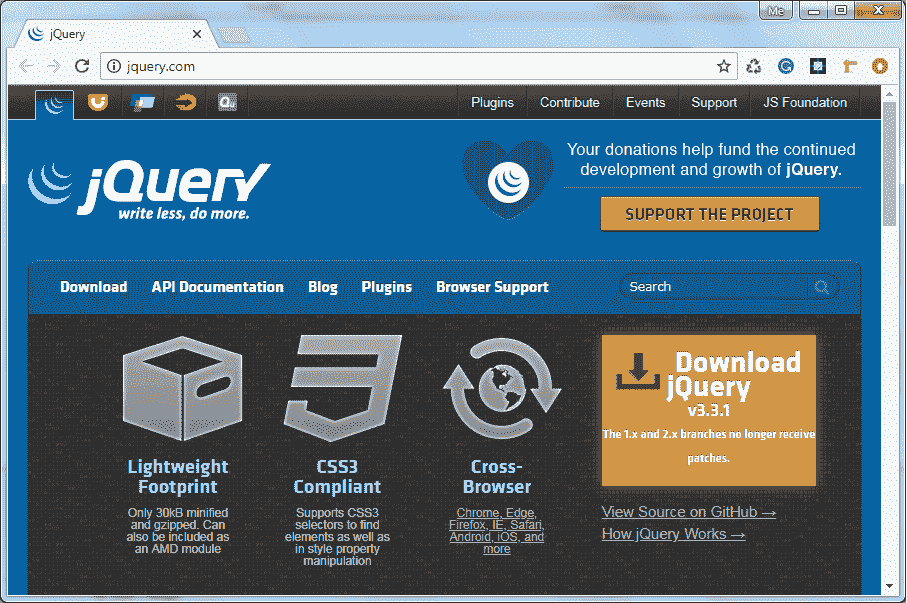 Me
jQuery
jquery.com
Plugins Contribute Events Support JS Foundation
jQuery
write less, do more.
Your donations help fund the continued
development and growth of jQuery.
SUPPORT THE PROJECT
Download API Documentation Blog Plugins Browser Support Search
Lightweight
Footprint
Only 30kB minified
and gzipped. Can
also be included as
an AMD module
CSS3
Compliant
Supports CSS3
selectors to find
elements as well as
in style property
manipulation
Cross-
Browser
Chrome, Edge,
Firefox, IE, Safari,
Android, iOS, and
more
Download
jQuery
v3.3.1
The 1.x and 2.x branches no longer receive
patches.
View Source on GitHub →
How jQuery Works →